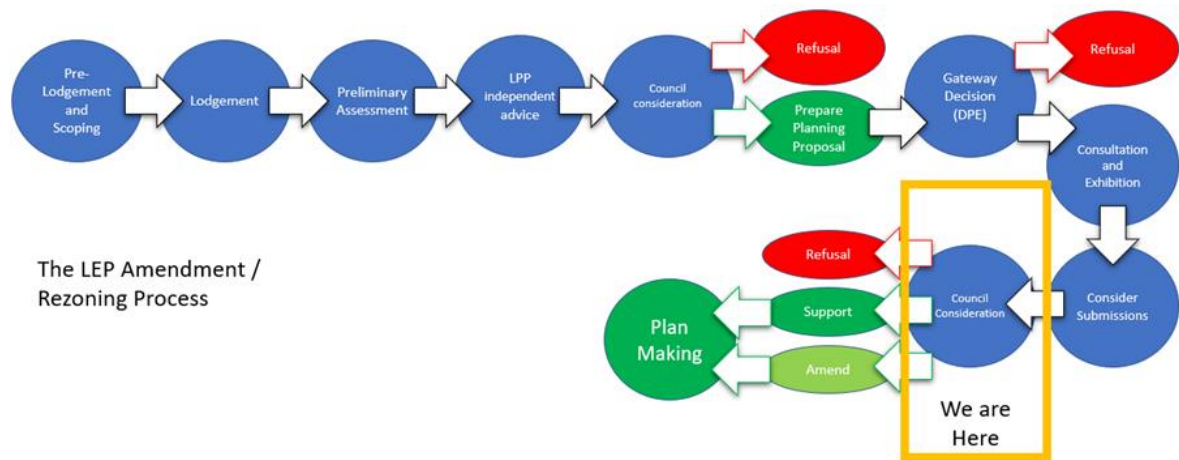 Pre-
Lodgement
and
Scoping
Lodgement
Preliminary
Assessment
LPP
independent
advice
Council
consideration
Refusal
Prepare
Planning
Proposal
Gateway
Decision
(DPE)
Refusal
Consultation
and
Exhibition
Consider
Submissions
Council
Consideration
We are
Here
Refusal
Support
Amend
Plan
Making
The LEP Amendment /
Rezoning Process